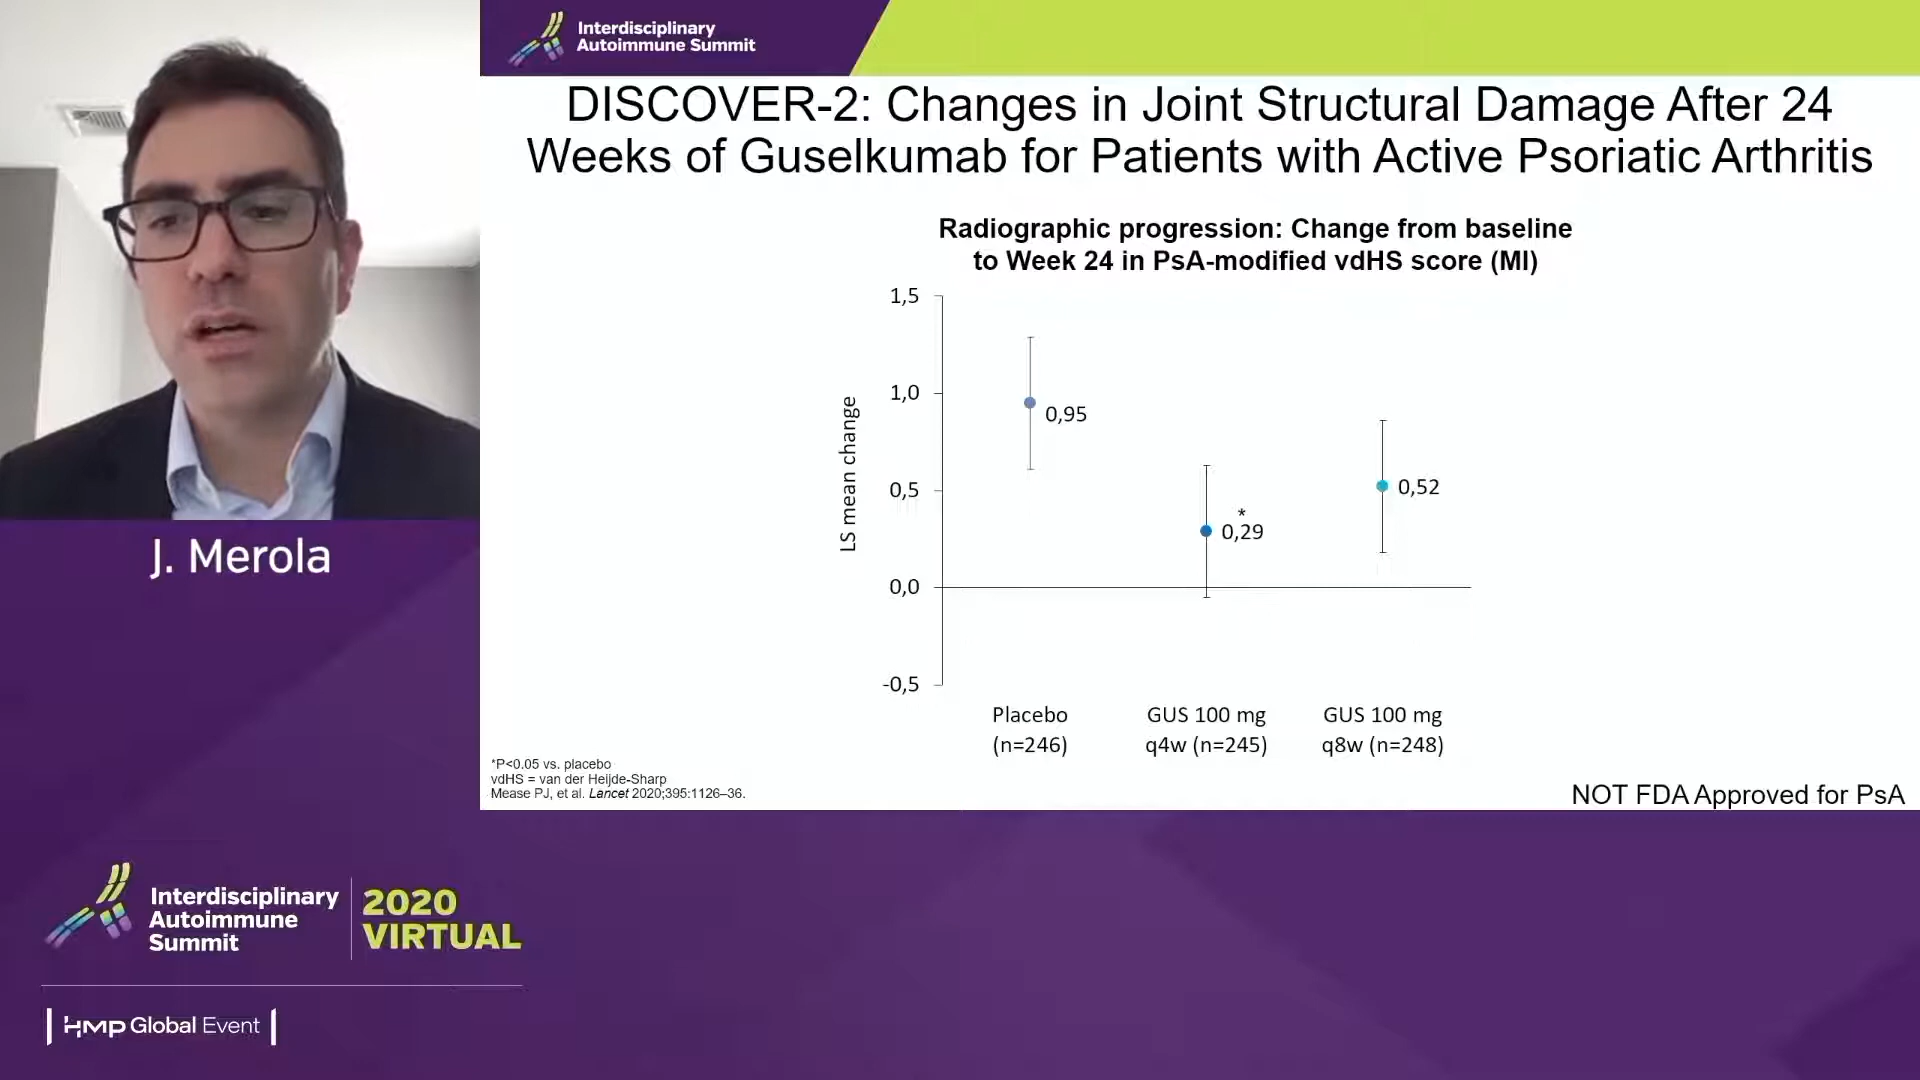 Interdisciplinary
Autoimmune Summit
DISCOVER-2: Changes in Joint Structural Damage After 24
Weeks of Guselkumab for Patients with Active Psoriatic Arthritis
Radiographic progression: Change from baseline
to Week 24 in PsA-modified vdHS score (MI)
LS mean change
1,5
1,0
0,5
0,0
-0,5
0,95
*
0,29
0,52
Placebo
(n=246)
GUS 100 mg
q4w (n=245)
GUS 100 mg
q8w (n=248)
*P<0.05 vs. placebo
vdHS = van der Heijde-Sharp
Mease PJ, et al. Lancet 2020;395:1126–36.
NOT FDA Approved for PsA
J. Merola
Interdisciplinary
Autoimmune
Summit
2020
VIRTUAL
HMP Global Event